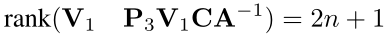 rank(𝐕₁  𝐏₃𝐕₁𝐂𝐀⁻¹) = 2n + 1